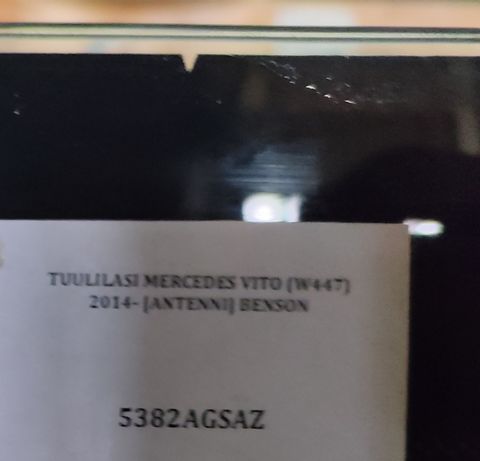 TUULILASI MERCEDES VITO (W447)
2014- [ANTENNI] BENSON
5382AGSAZ